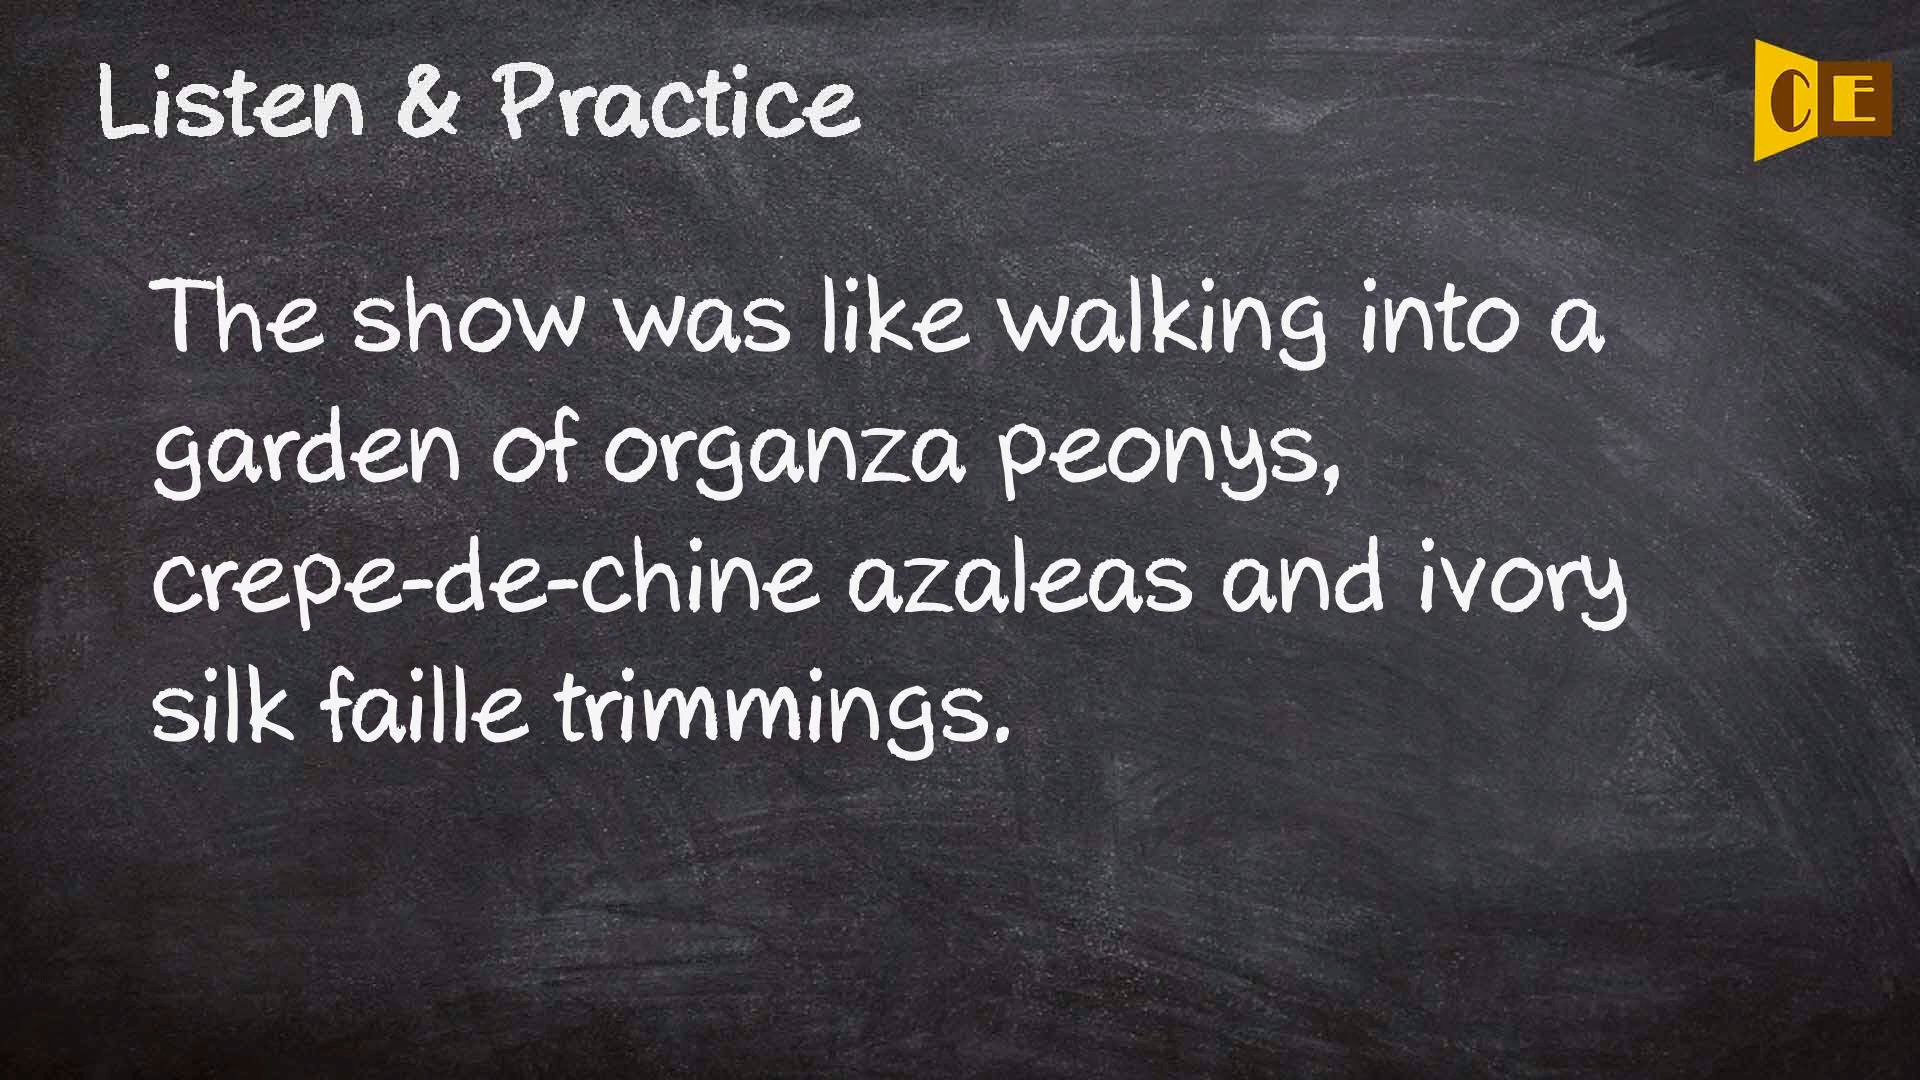 Listen & Practice
CE
The show was like walking into a
garden of organza peonys,
crepe-de-chine azaleas and ivory
silk faille trimmings.